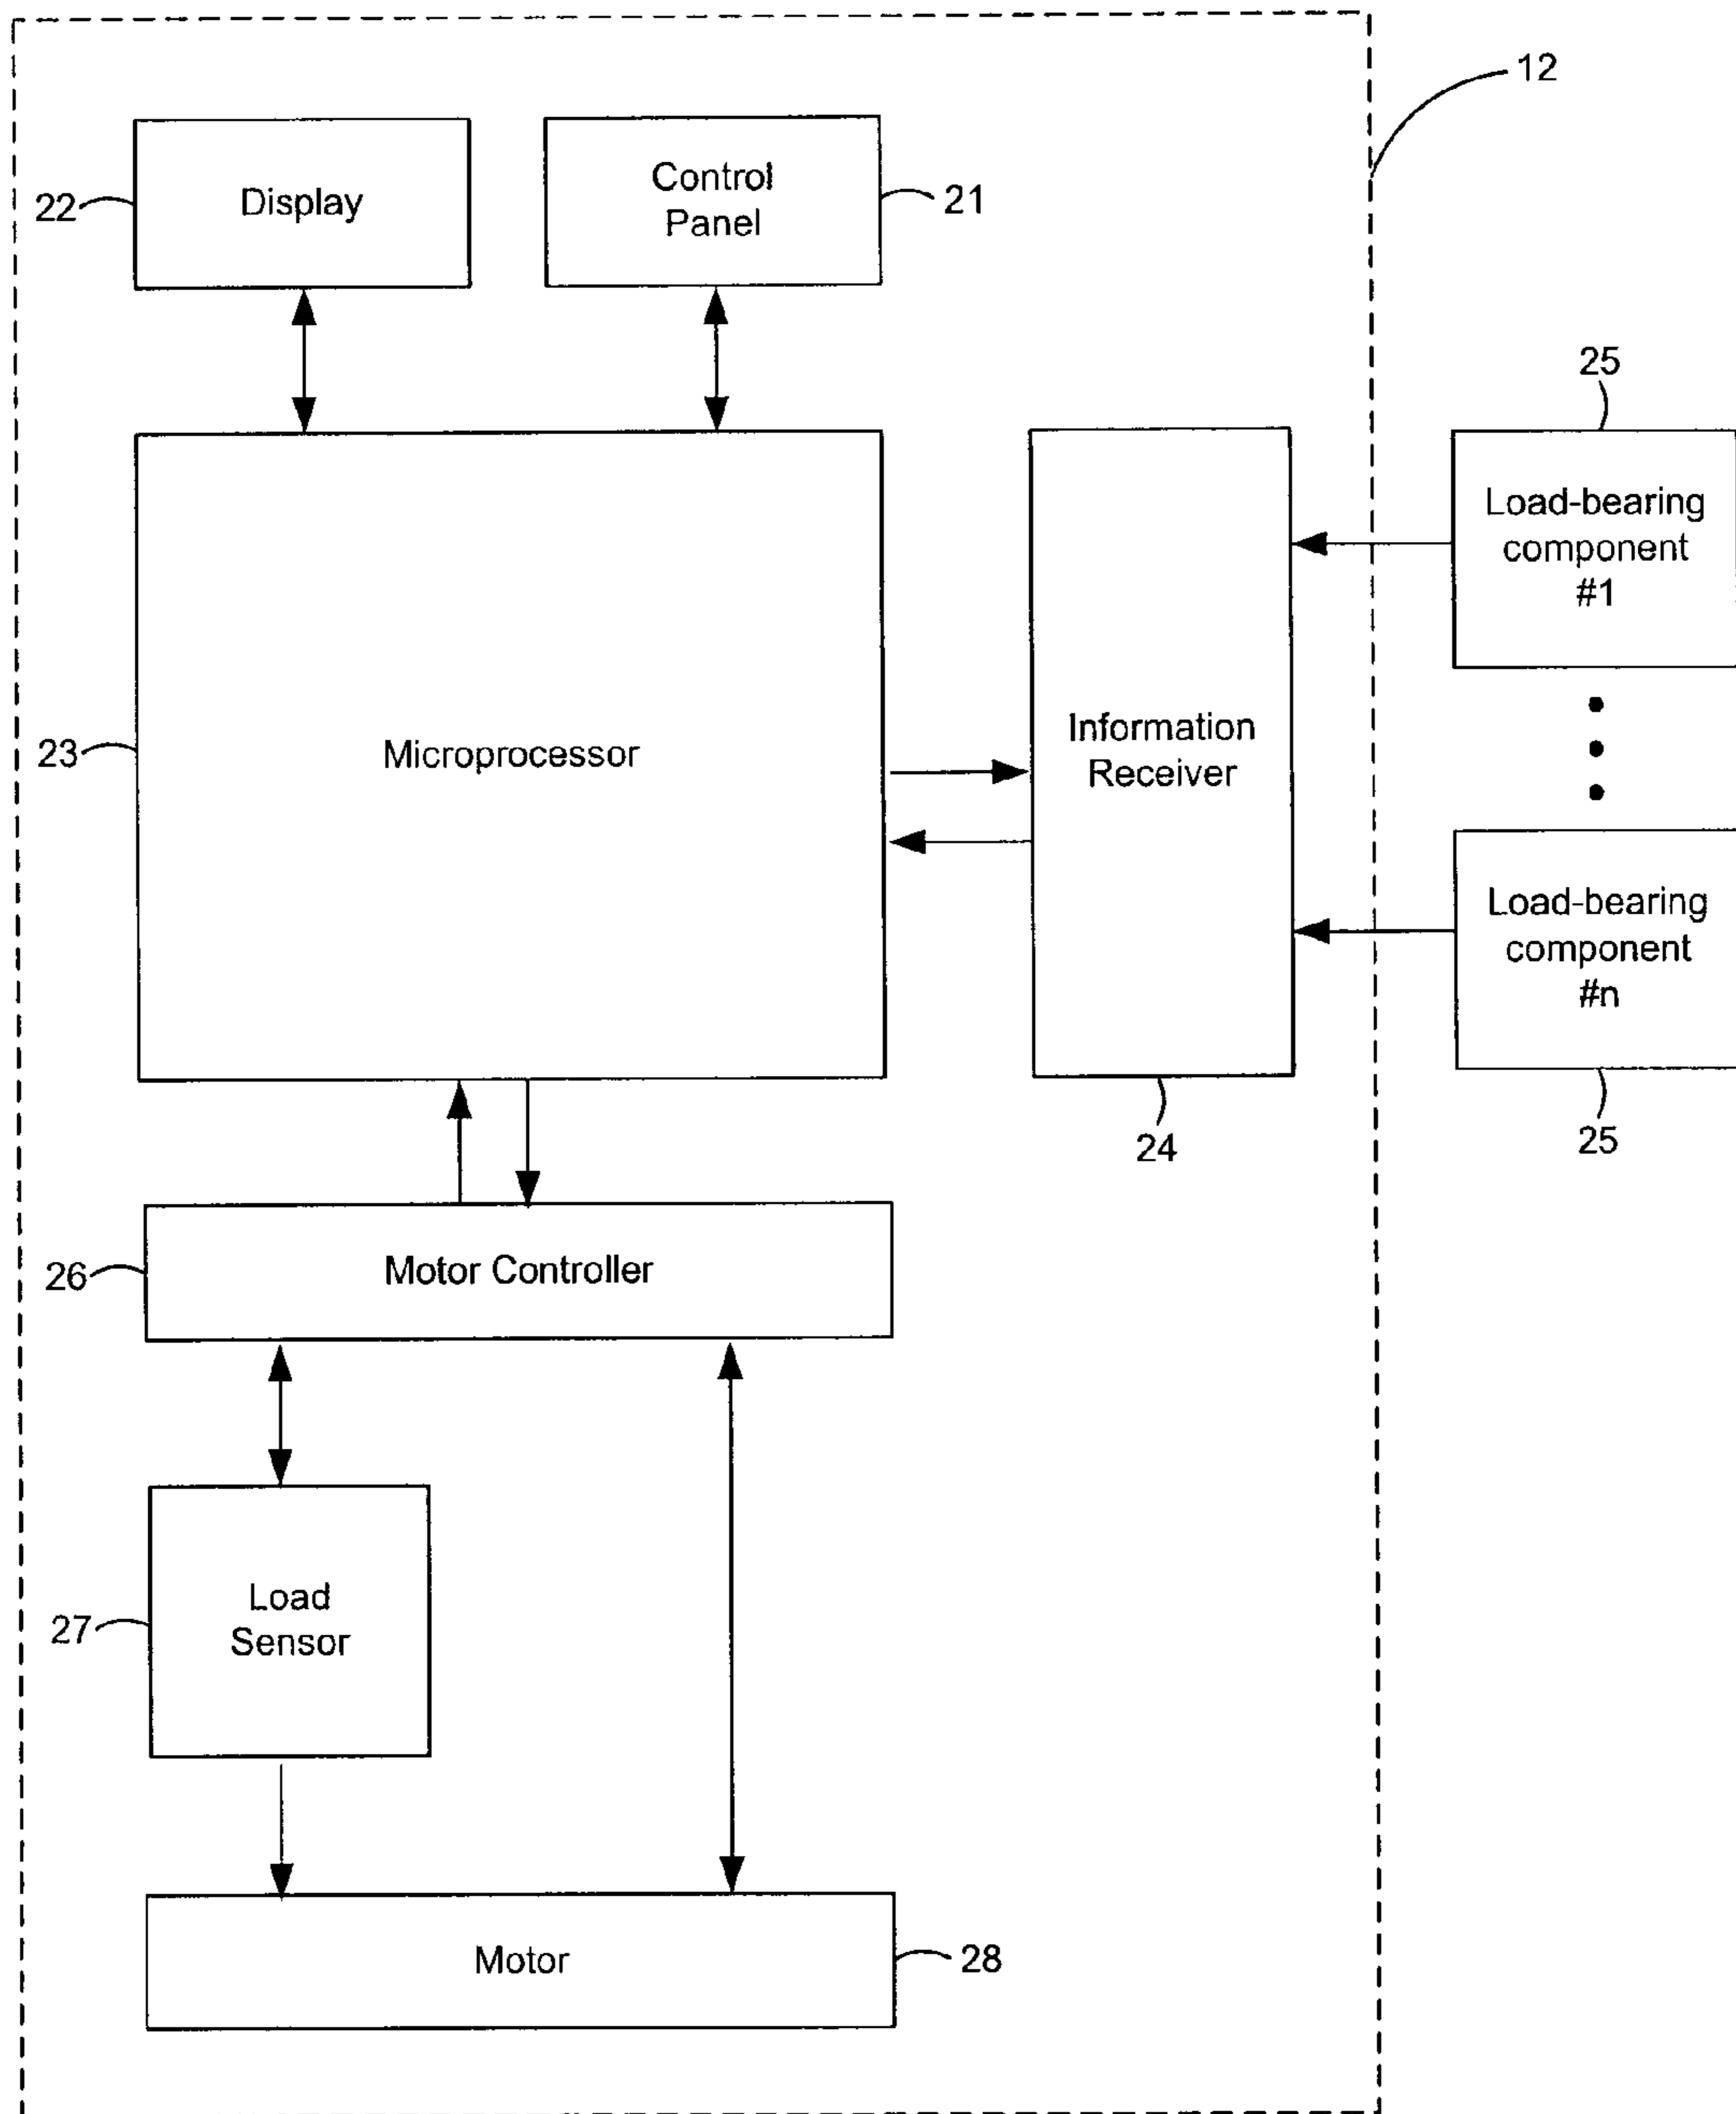 12
Display
22
Control
Panel
21
25
Load-bearing
component
#1
Microprocessor
23
Information
Receiver
24
Load-bearing
component
#n
25
Motor Controller
26
Load
Sensor
27
Motor
28